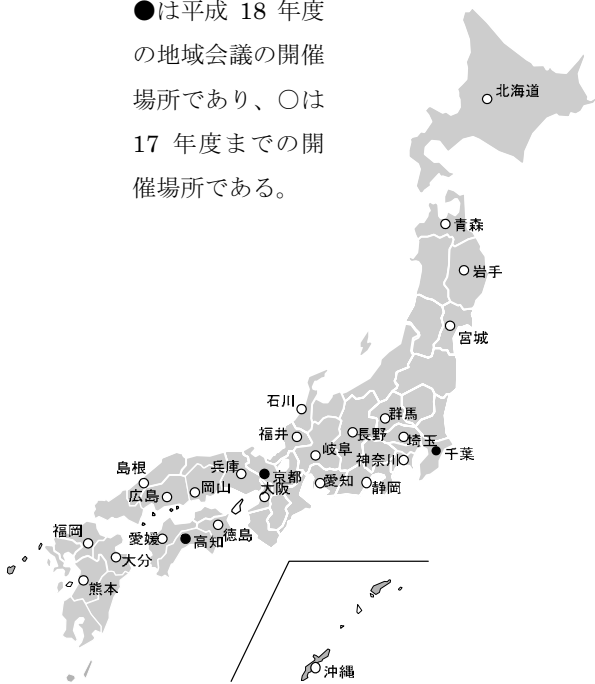 ●は平成 18 年度
の地域会議の開催
場所であり、○は
17 年度までの開
催場所である。
北海道
青森
岩手
宮城
石川
群馬
福井
長野
埼玉
岐阜
神奈川
千葉
島根
兵庫
京都
愛知
静岡
広島
岡山
大阪
福岡
愛媛
高知
徳島
大分
熊本
沖縄